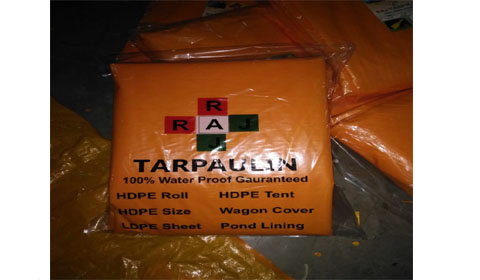 R
R A J
J
TARPAULIN
100% Water Proof Gauranteed
HDPE Roll HDPE Tent
HDPE Size Wagon Cover
LDPE Sheet Pond Lining